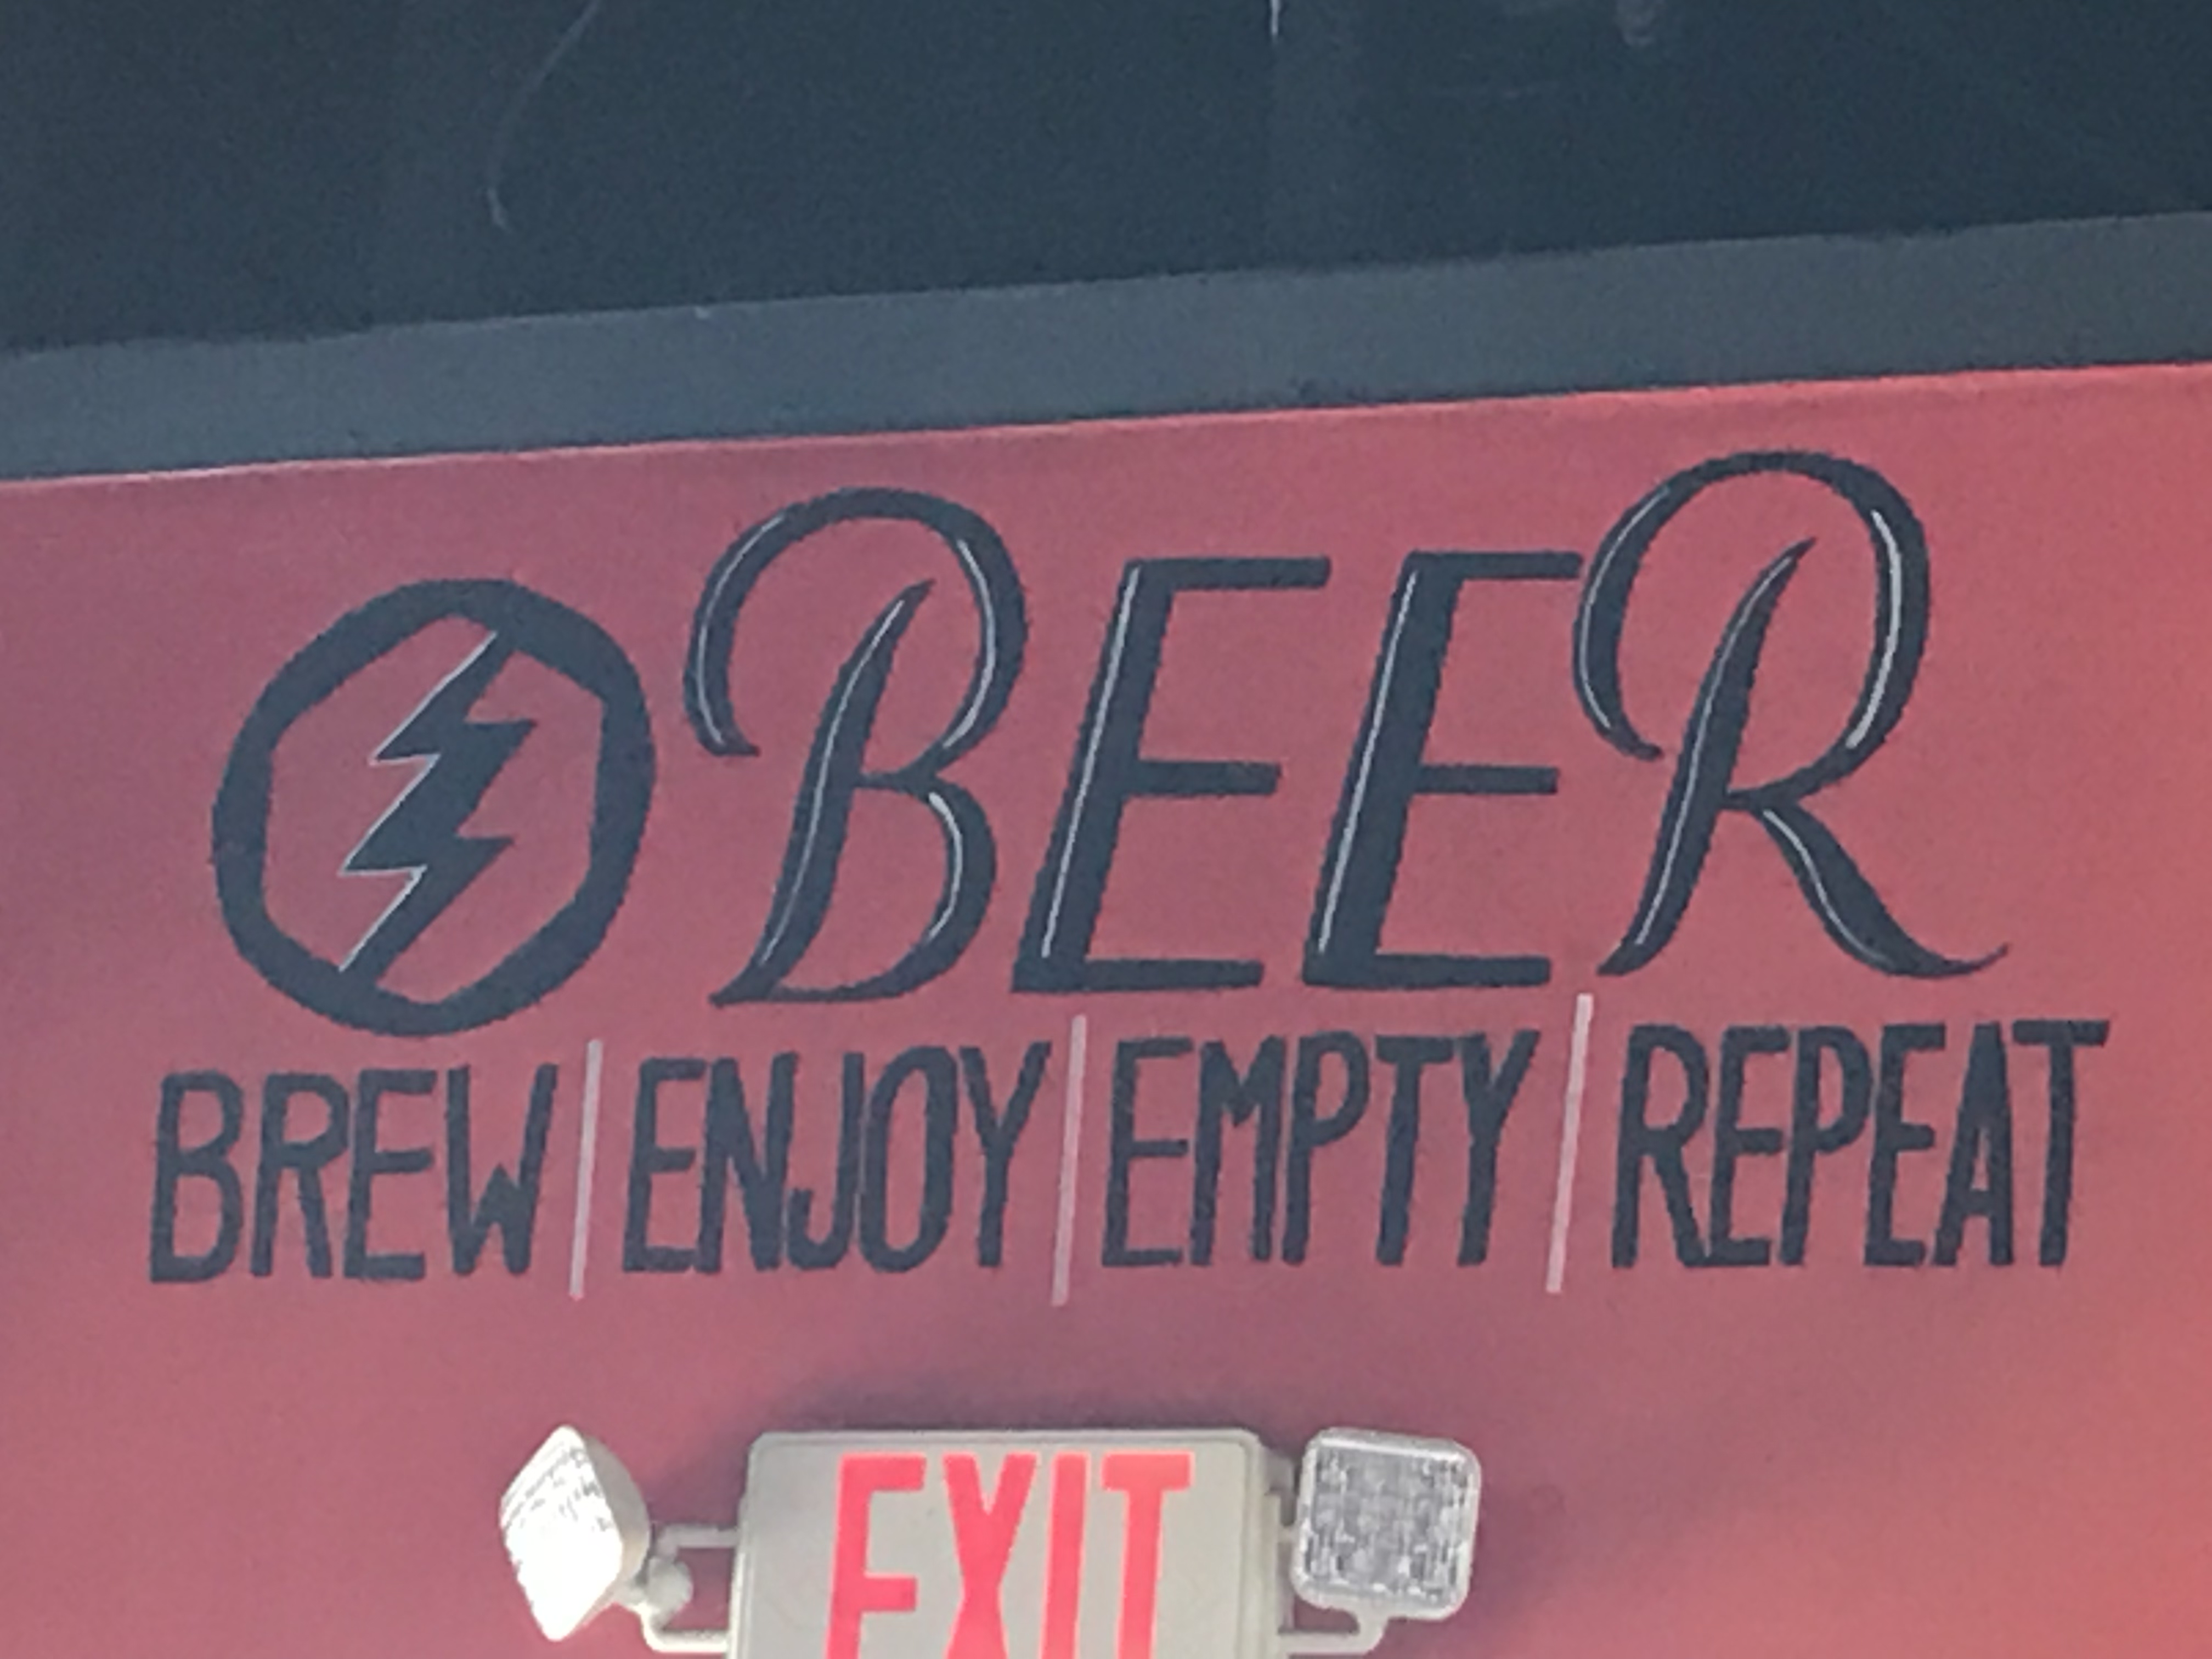 BEER
BREW | ENJOY | EMPTY | REPEAT
EXIT